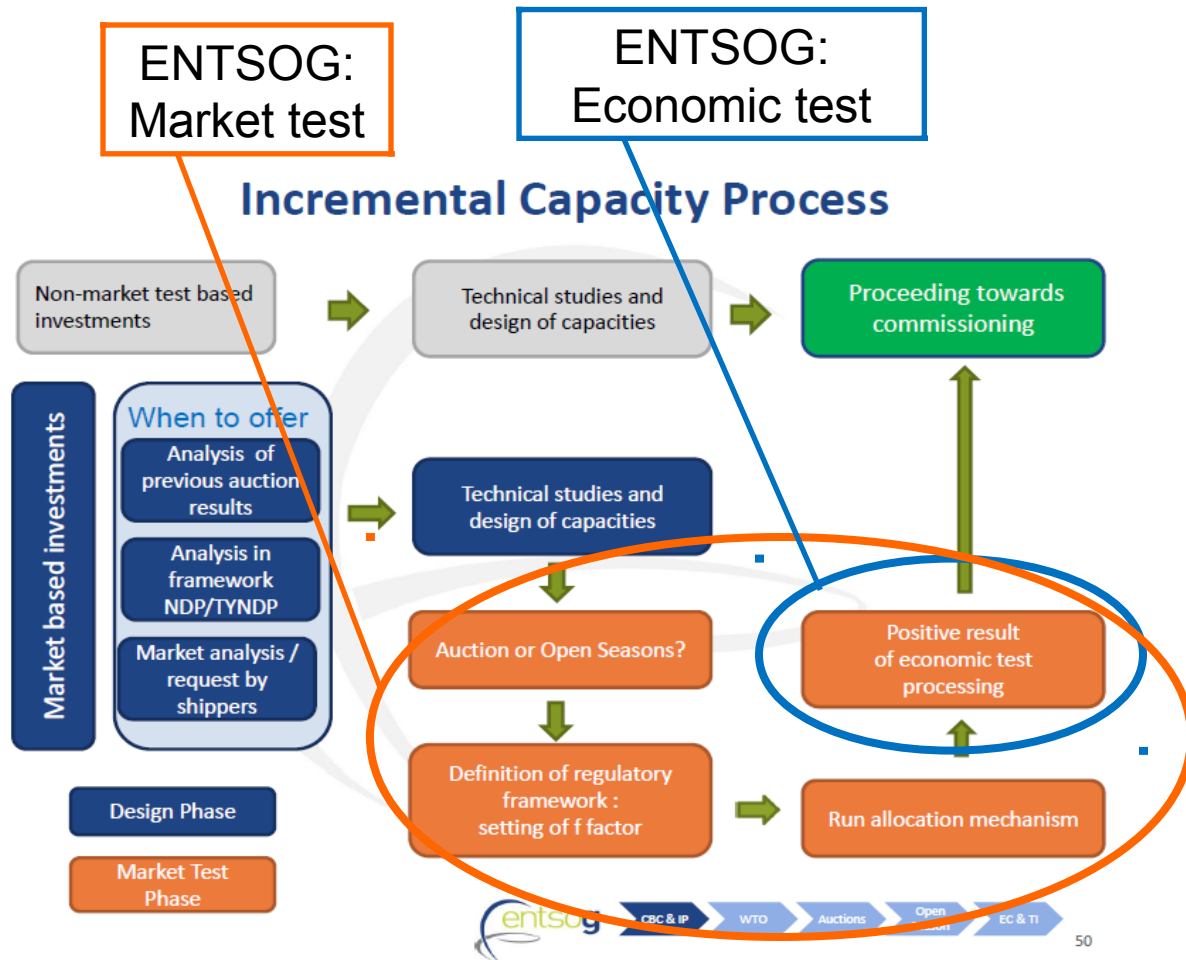 ENTSOG:
Market test
ENTSOG:
Economic test
Incremental Capacity Process
Non-market test based
investments
Technical studies and
design of capacities
Proceeding towards
commissioning
Market based investments
When to offer
Analysis of
previous auction
results
Analysis in
framework
NDP/TYNDP
Market analysis /
request by
shippers
Technical studies and
design of capacities
Auction or Open Seasons?
Positive result
of economic test
processing
Definition of regulatory
framework :
setting of f factor
Run allocation mechanism
Design Phase
Market Test
Phase
entsog
CBC & IP
WTO
Auctions
Open
EC & TI
50